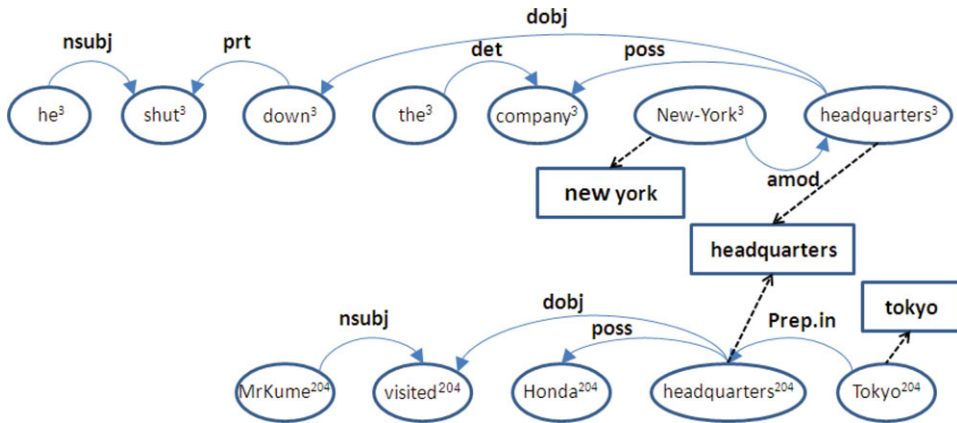 dobj
nsubj prt det poss
he³ shut³ down³ the³ company³ New-York³ headquarters³
amod
new york
headquarters
tokyo
nsubj dobj poss Prep.in
MrKume²⁰⁴ visited²⁰⁴ Honda²⁰⁴ headquarters²⁰⁴ Tokyo²⁰⁴